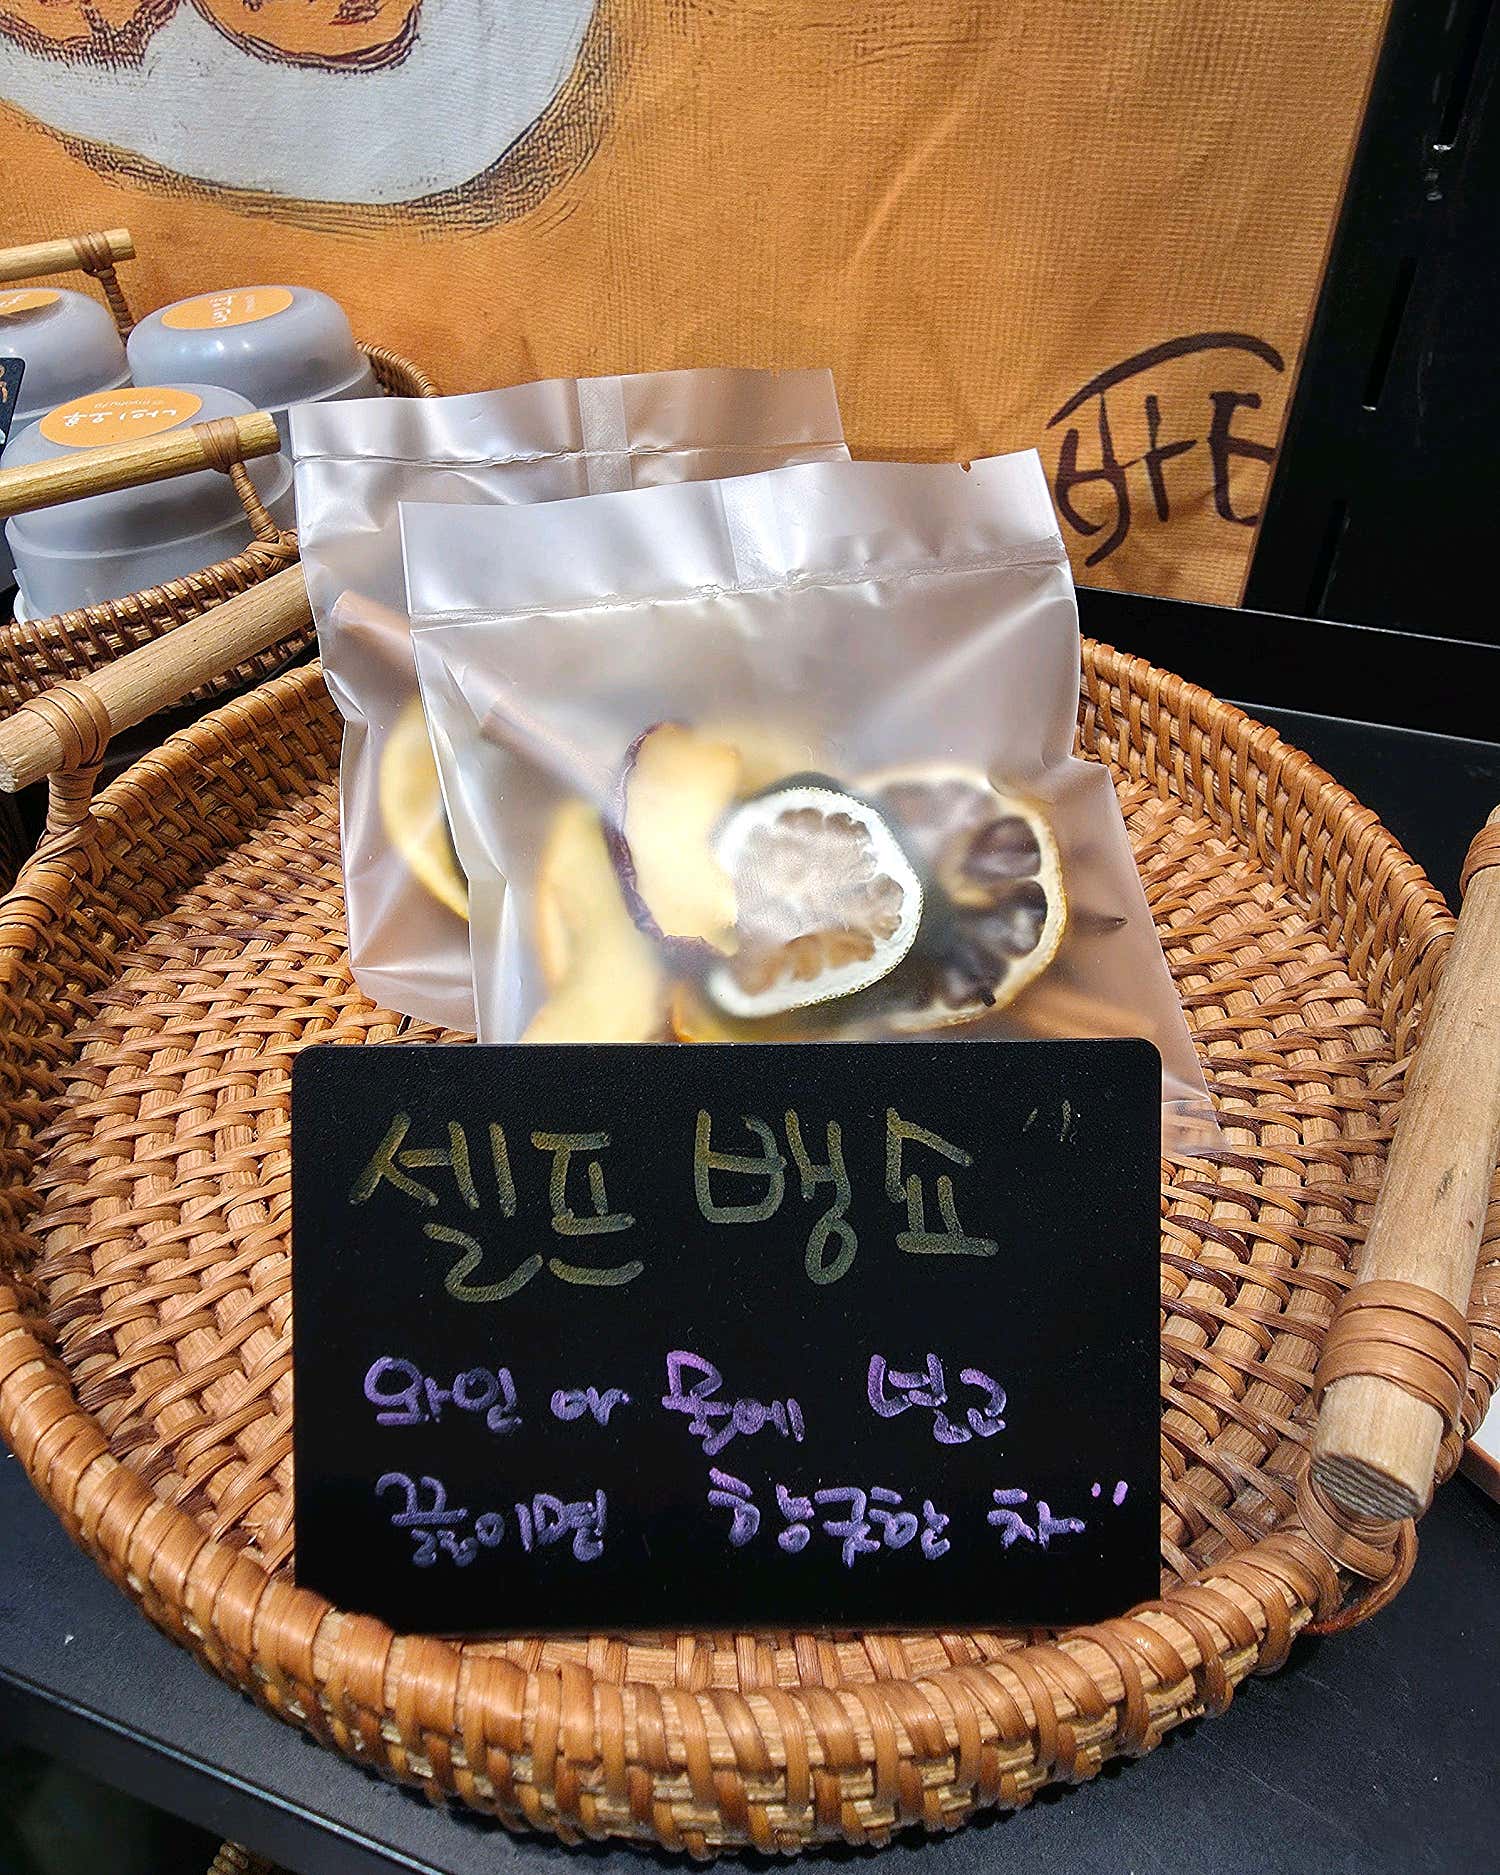 셀프 뱅쇼"
와인 or 물에 넣고
끓이면 향긋한 차"